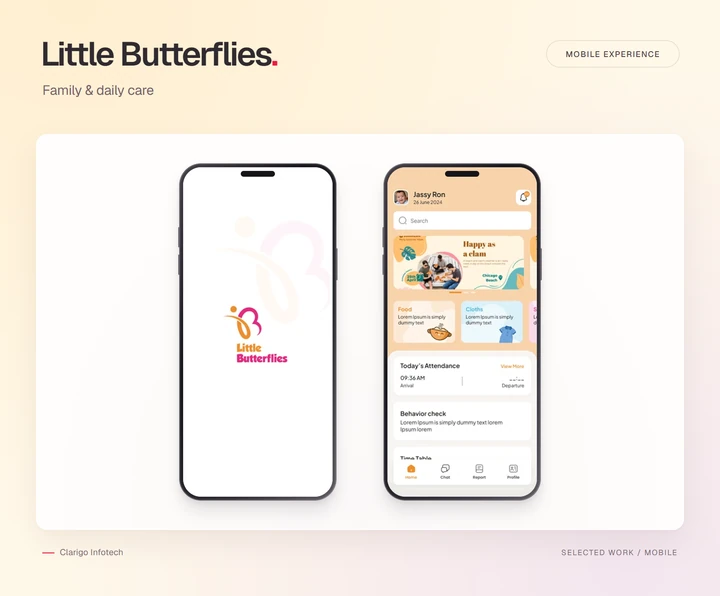 Little Butterflies.
MOBILE EXPERIENCE
Family & daily care
Little
Butterflies
Jassy Ron
26 June 2024
Search
Happy as
a clam
Chicago
Beach
Food
Lorem Ipsum is simply
dummy text
Cloths
Lorem Ipsum is simply
dummy text
Today's Attendance
View More
09:36 AM
--:--
Arrival
Departure
Behavior check
Lorem Ipsum is simply dummy text lorem
Ipsum lorem
Time Table
Home
Chat
Report
Profile
Clarigo Infotech
SELECTED WORK / MOBILE